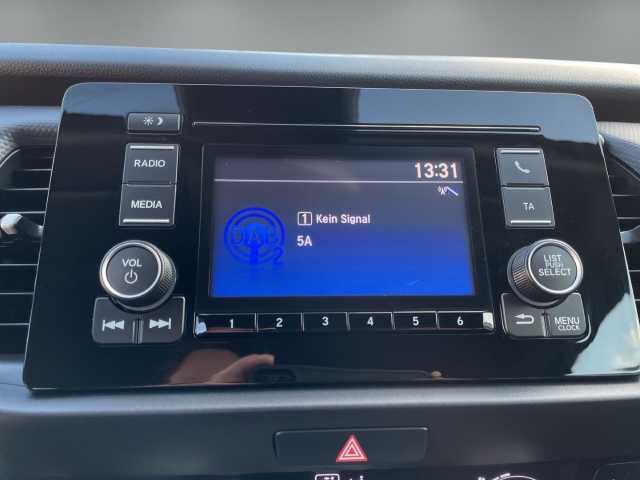 RADIO
MEDIA
VOL
13:31
1 Kein Signal
5A
DAB
2
TA
LIST
PUSH
SELECT
MENU
CLOCK
1 2 3 4 5 6